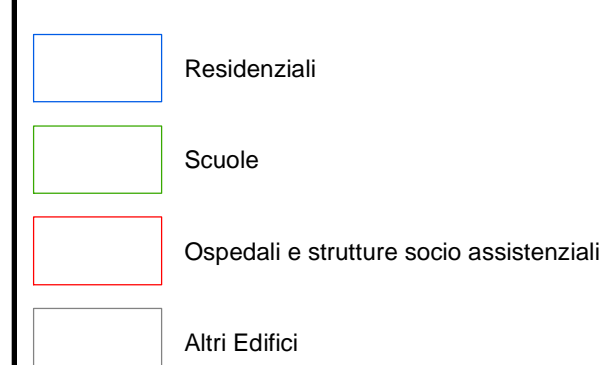 Residenziali
Scuole
Ospedali e strutture socio assistenziali
Altri Edifici